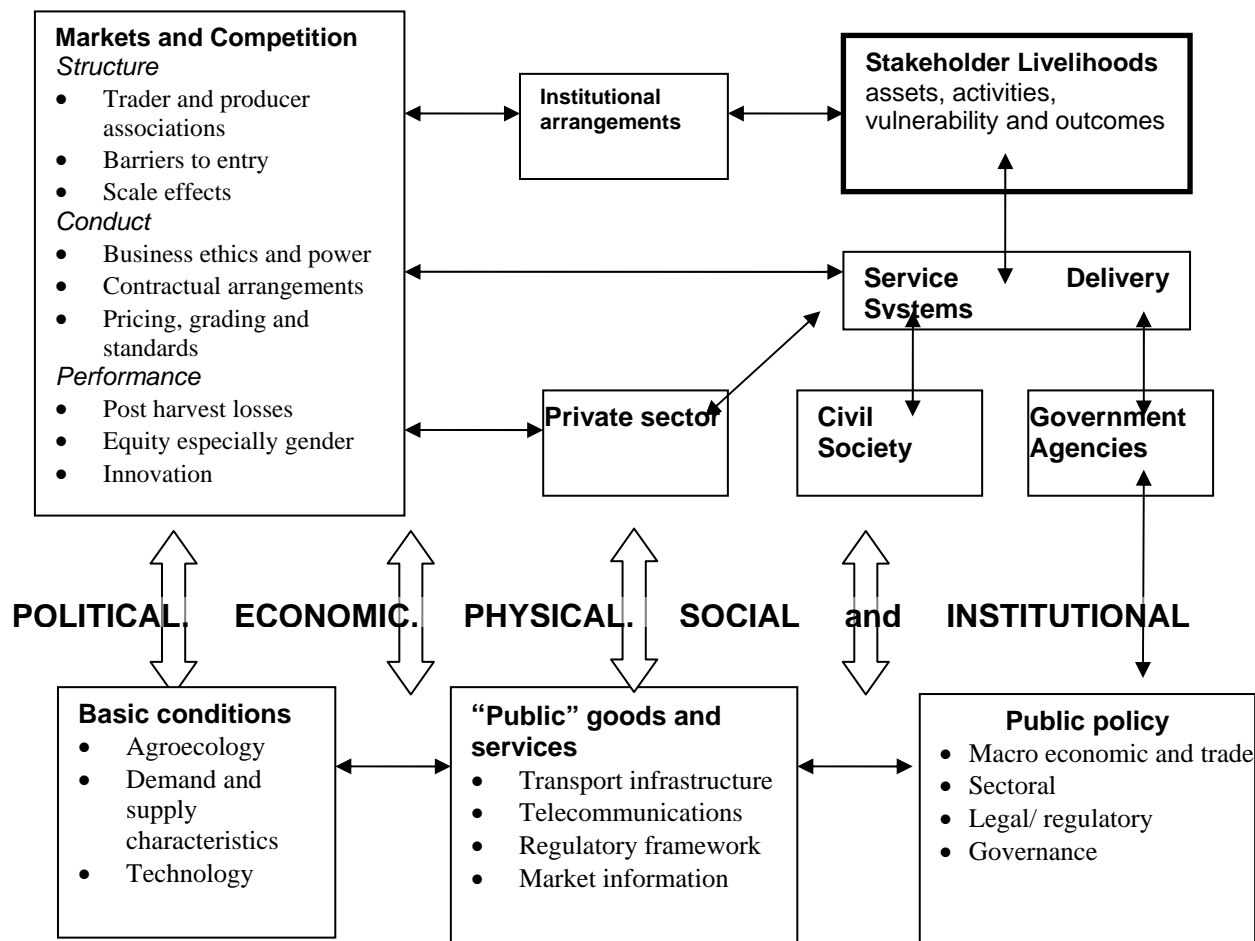 Markets and Competition
Structure
• Trader and producer
associations
• Barriers to entry
• Scale effects
Conduct
• Business ethics and power
• Contractual arrangements
• Pricing, grading and
standards
Performance
• Post harvest losses
• Equity especially gender
• Innovation
Institutional
arrangements
Stakeholder Livelihoods
assets, activities,
vulnerability and outcomes
Service Delivery
Systems
Private sector
Civil
Society
Government
Agencies
POLITICAL. ECONOMIC. PHYSICAL. SOCIAL and INSTITUTIONAL
Basic conditions
• Agroecology
• Demand and
supply
characteristics
• Technology
“Public” goods and
services
• Transport infrastructure
• Telecommunications
• Regulatory framework
• Market information
Public policy
• Macro economic and trade
• Sectoral
• Legal/ regulatory
• Governance